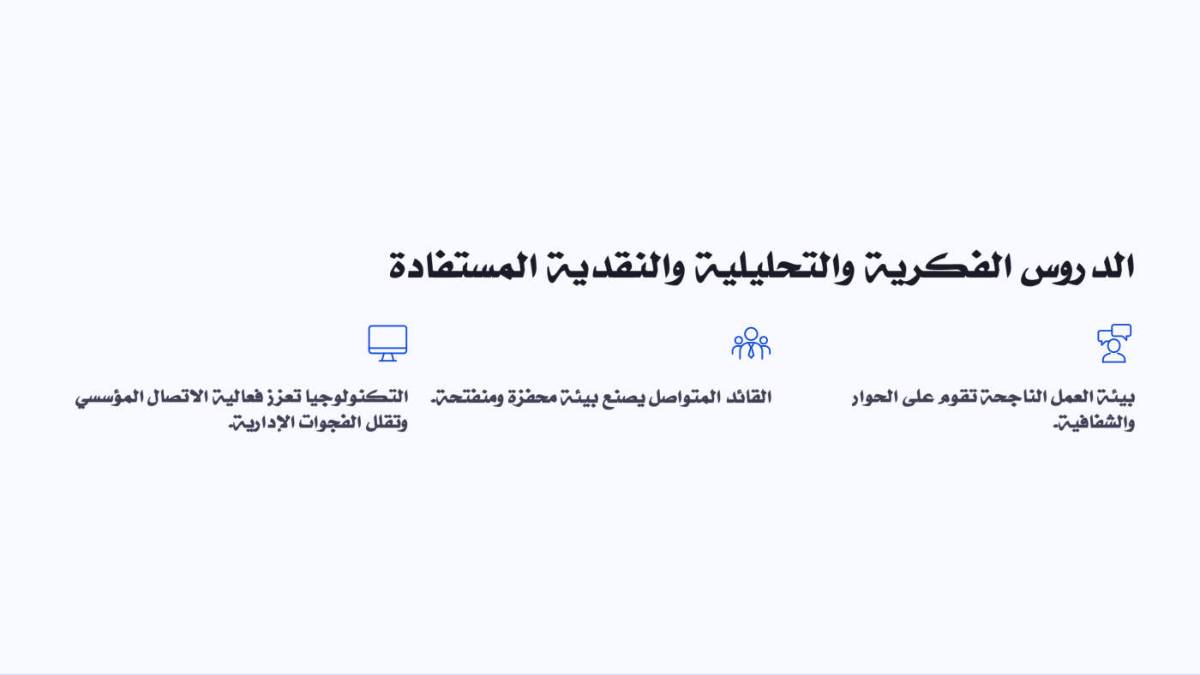 الدروس الفكرية والتحليلية والنقدية المستفادة
بيئة العمل الناجحة تقوم على الحوار
والشفافية.
القائد المتواصل يصنع بيئة محفزة ومنفتحة.
التكنولوجيا تعزز فعالية الاتصال المؤسسي
وتقلل الفجوات الإدارية.